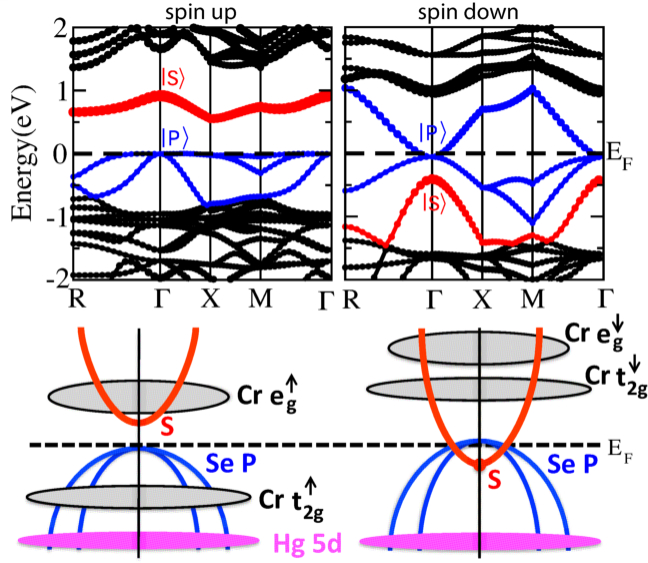 spin up
spin down
Energy(eV)
2
1
0
-1
-2
|S⟩
|P⟩
|P⟩
|S⟩
E_F
R Γ X M Γ
R Γ X M Γ
Cr e_g^↑
S
Se P
Cr t_2g^↑
Hg 5d
Cr e_g^↓
Cr t_2g^↓
E_F
Se P
S